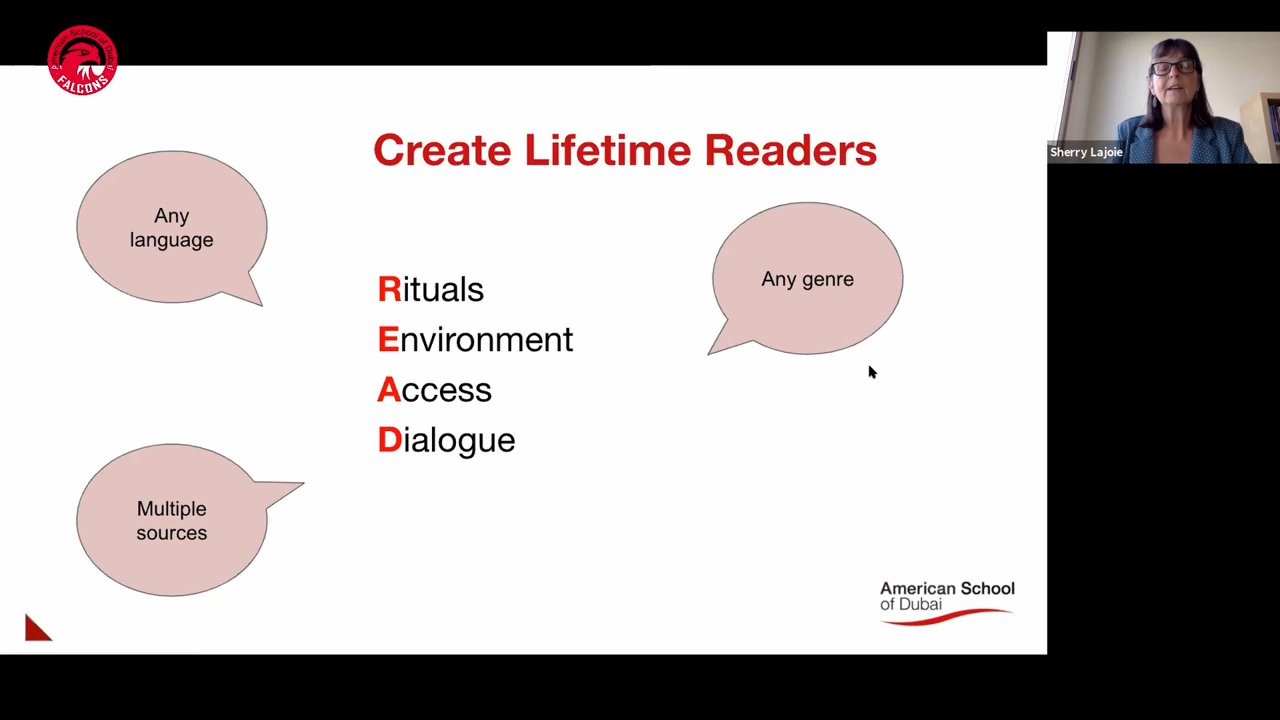 American School of Dubai
FALCONS
Sherry Lajoie
Create Lifetime Readers
Any
language
Any genre
Rituals
Environment
Access
Dialogue
Multiple
sources
American School
of Dubai